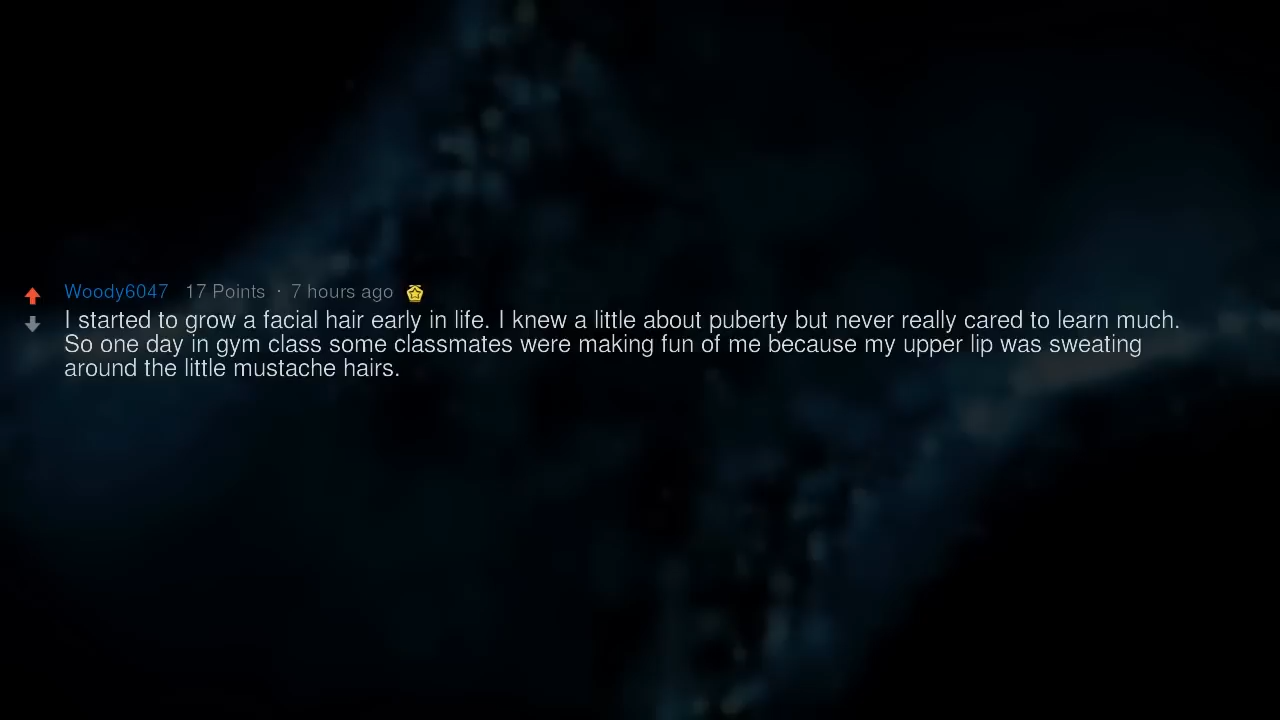 Woody6047 17 Points · 7 hours ago
I started to grow a facial hair early in life. I knew a little about puberty but never really cared to learn much.
So one day in gym class some classmates were making fun of me because my upper lip was sweating
around the little mustache hairs.